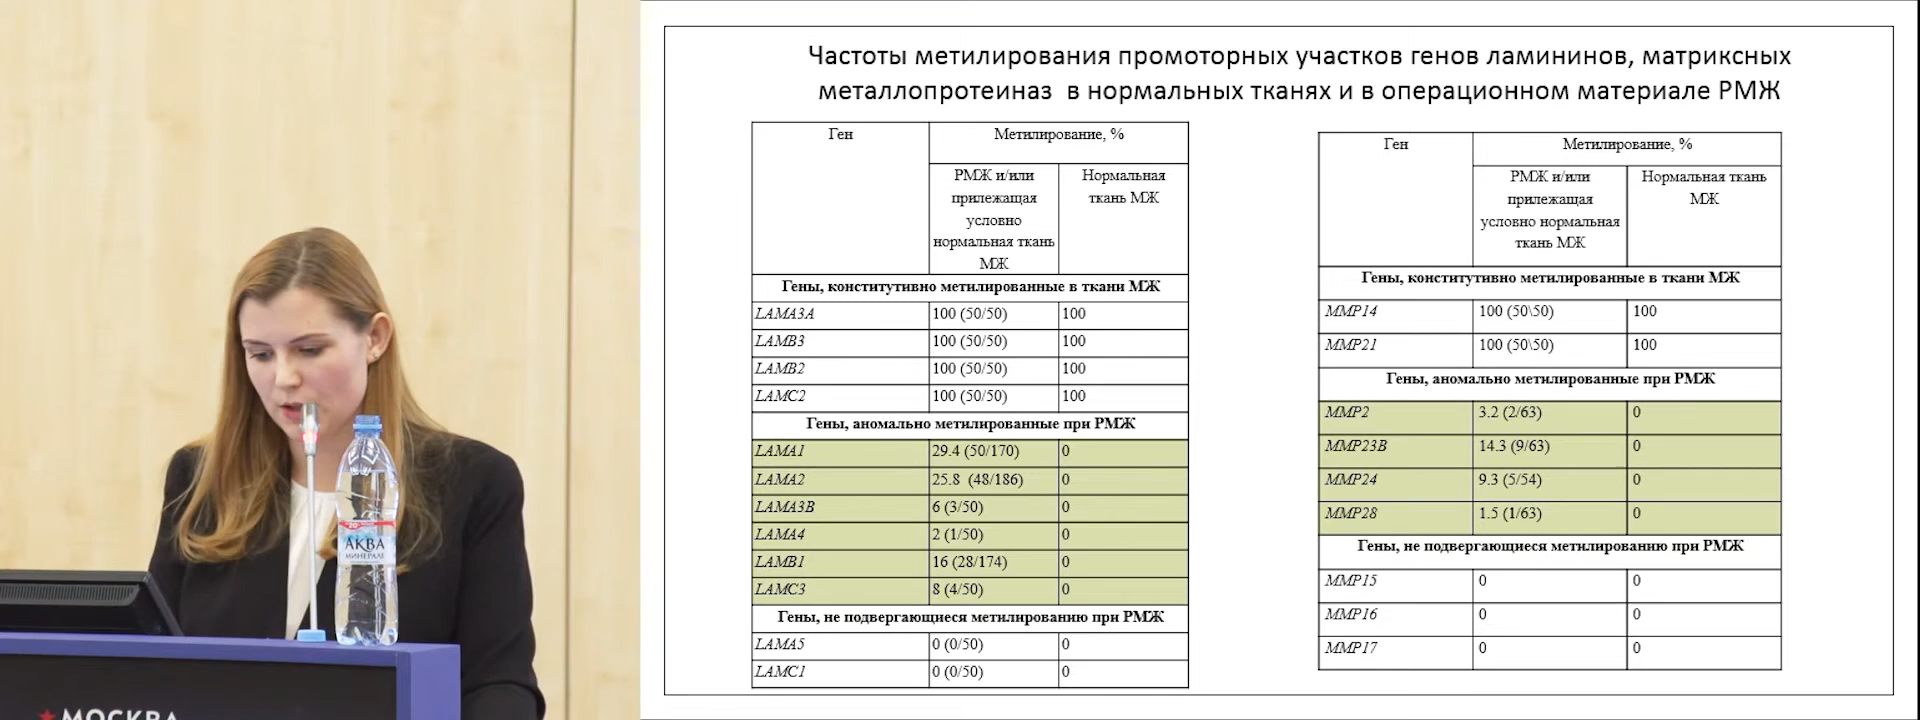 Частоты метилирования промоторных участков генов ламининов, матриксных
металлопротеиназ в нормальных тканях и в операционном материале РМЖ
Ген
Метилирование, %
РМЖ и/или
прилежащая
условно
нормальная ткань
МЖ
Нормальная
ткань МЖ
Гены, конститутивно метилированные в ткани МЖ
LAMA3A 100 (50/50) 100
LAMB3 100 (50/50) 100
LAMB2 100 (50/50) 100
LAMC2 100 (50/50) 100
Гены, аномально метилированные при РМЖ
LAMA1 29.4 (50/170) 0
LAMA2 25.8 (48/186) 0
LAMA3B 6 (3/50) 0
LAMA4 2 (1/50) 0
LAMB1 16 (28/174) 0
LAMC3 8 (4/50) 0
Гены, не подвергающиеся метилированию при РМЖ
LAMA5 0 (0/50) 0
LAMC1 0 (0/50) 0
Ген
Метилирование, %
РМЖ и/или
прилежащая
условно нормальная
ткань МЖ
Нормальная ткань
МЖ
Гены, конститутивно метилированные в ткани МЖ
MMP14 100 (50\50) 100
MMP21 100 (50\50) 100
Гены, аномально метилированные при РМЖ
MMP2 3.2 (2/63) 0
MMP23B 14.3 (9/63) 0
MMP24 9.3 (5/54) 0
MMP28 1.5 (1/63) 0
Гены, не подвергающиеся метилированию при РМЖ
MMP15 0 0
MMP16 0 0
MMP17 0 0
АКВА
МИНЕРАЛЕ
МОСКВА